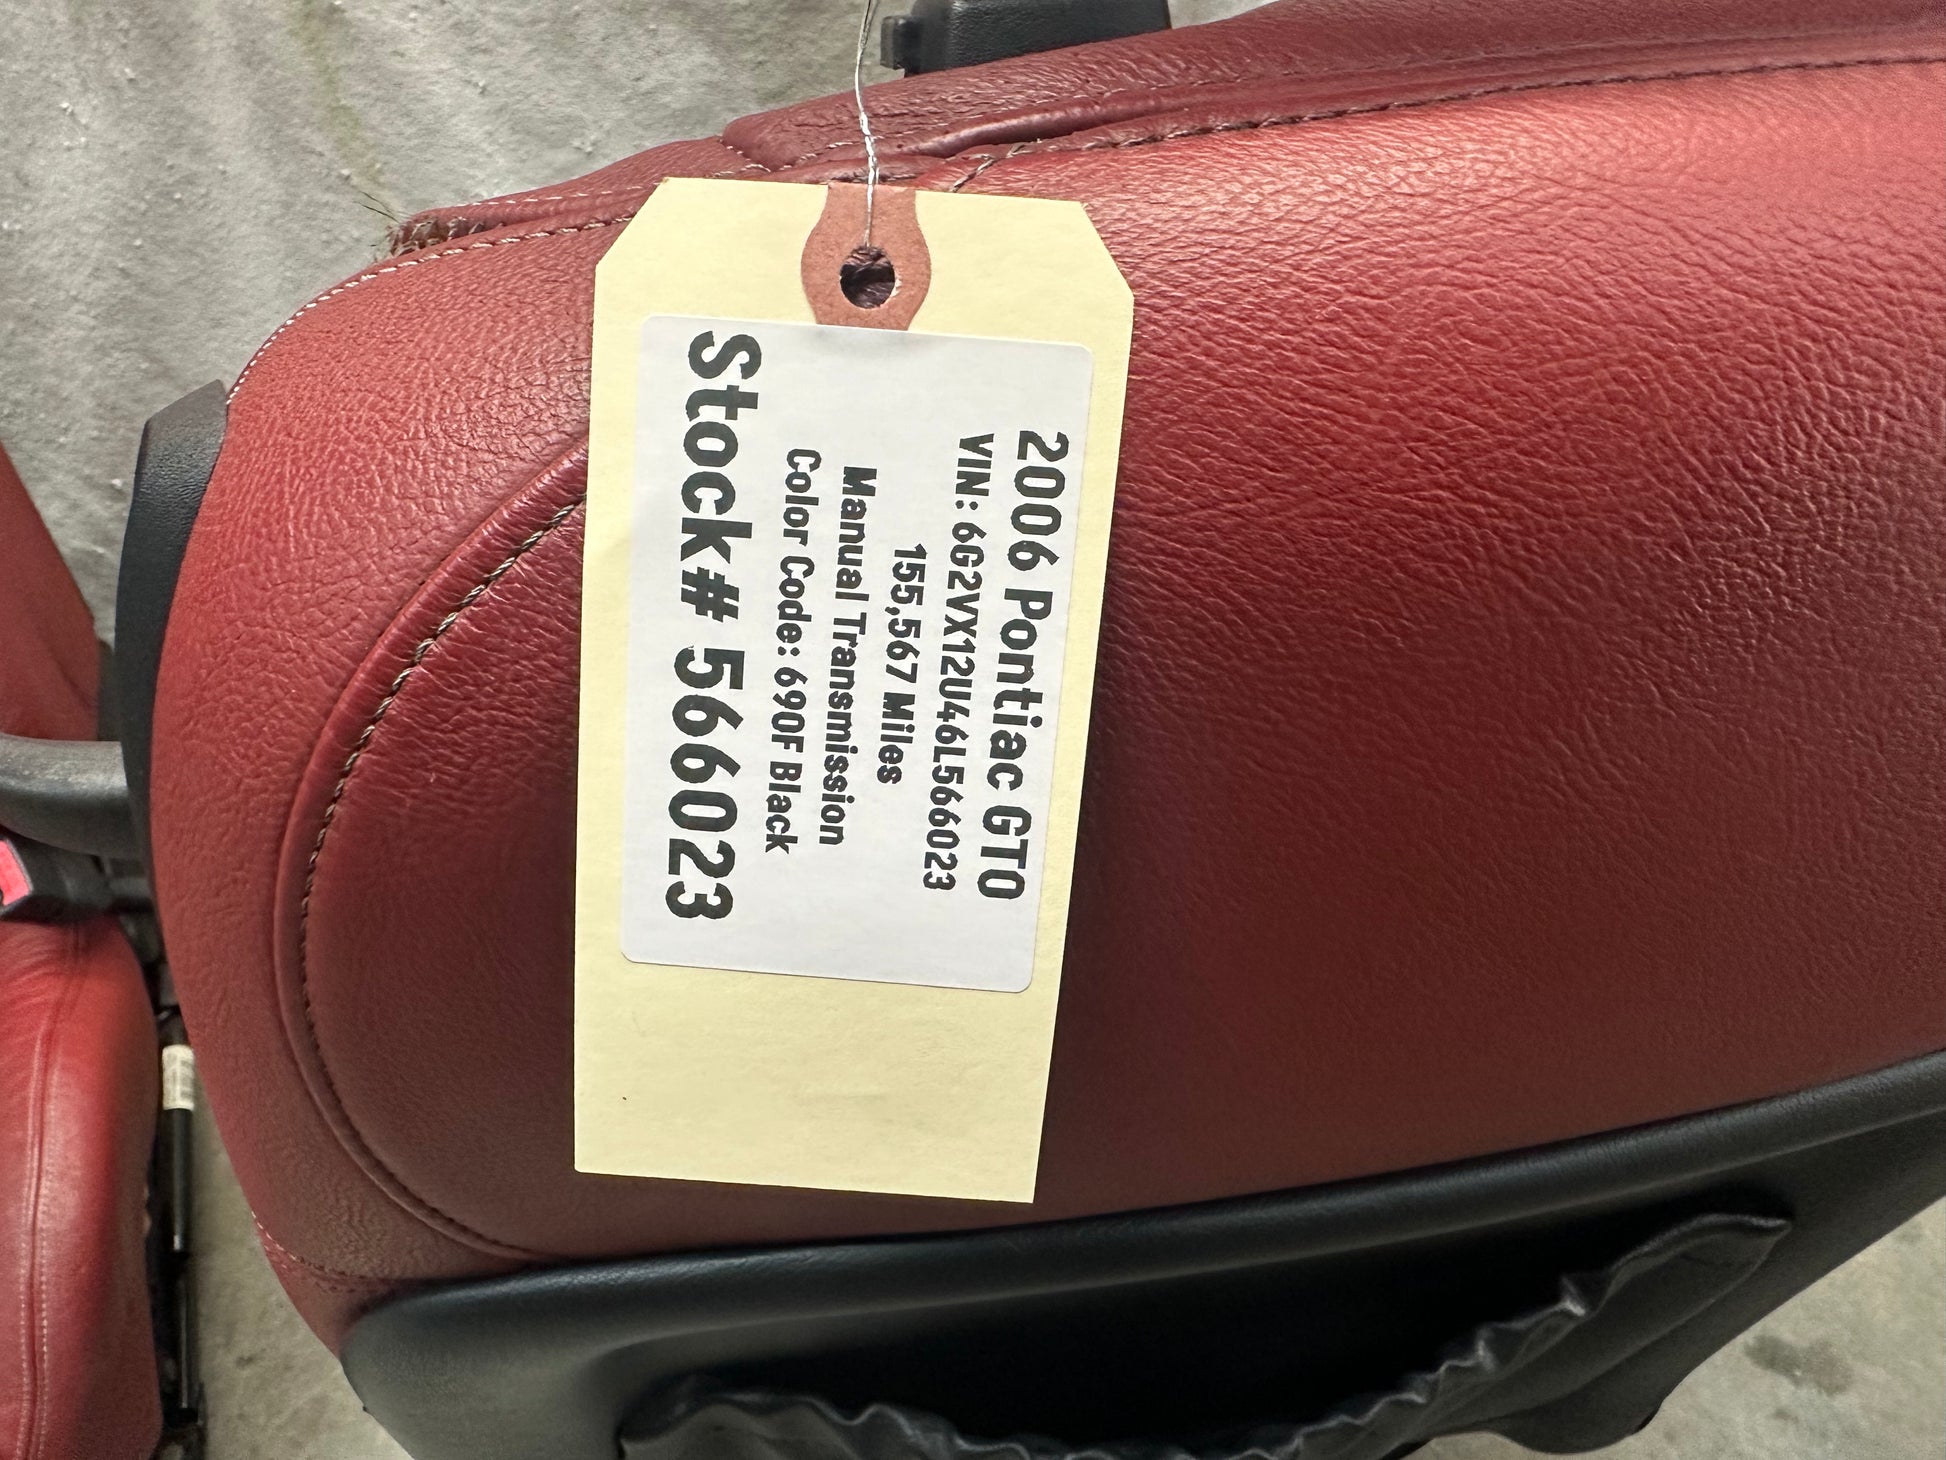 2006 Pontiac GTO
VIN: 6G2VX12U46L566023
155,567 Miles
Manual Transmission
Color Code: 690F Black
Stock# 566023